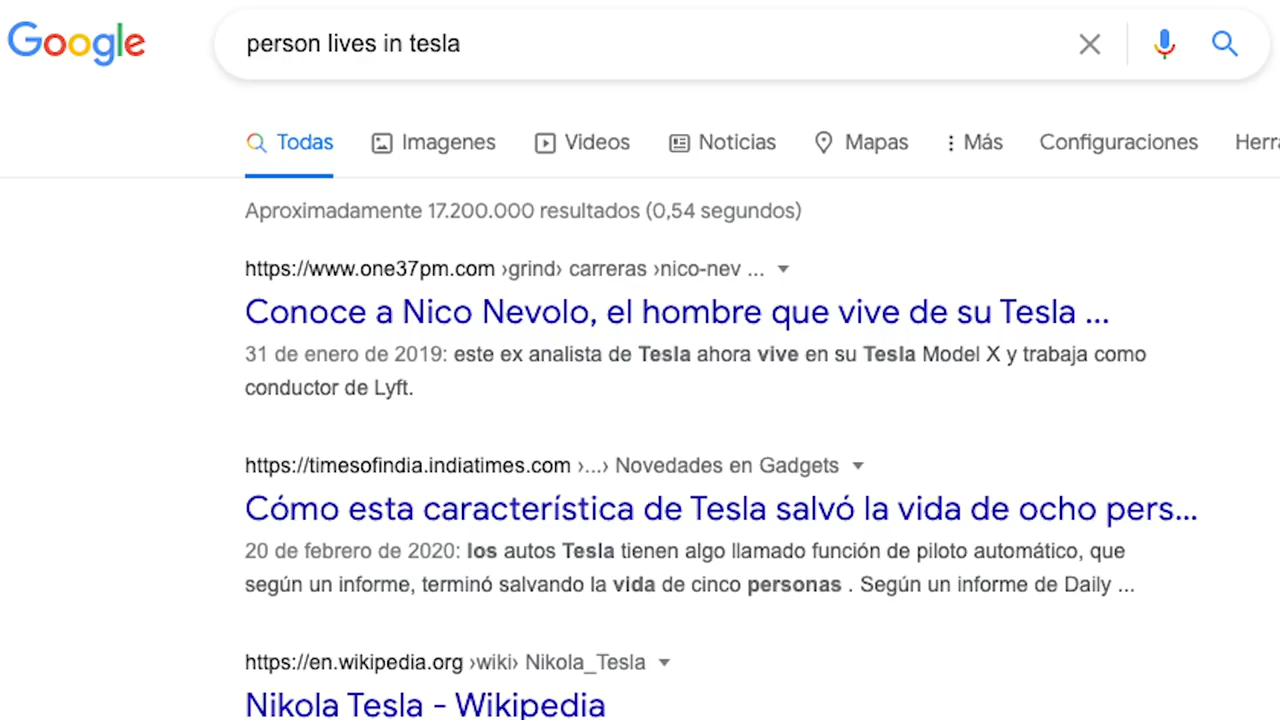 Google
person lives in tesla
Todas Imagenes Videos Noticias Mapas Más Configuraciones Herra
Aproximadamente 17.200.000 resultados (0,54 segundos)
https://www.one37pm.com ›grind› carreras ›nico-nev ...
Conoce a Nico Nevolo, el hombre que vive de su Tesla ...
31 de enero de 2019: este ex analista de Tesla ahora vive en su Tesla Model X y trabaja como
conductor de Lyft.
https://timesofindia.indiatimes.com ›...› Novedades en Gadgets
Cómo esta característica de Tesla salvó la vida de ocho pers...
20 de febrero de 2020: los autos Tesla tienen algo llamado función de piloto automático, que
según un informe, terminó salvando la vida de cinco personas . Según un informe de Daily ...
https://en.wikipedia.org ›wiki› Nikola_Tesla
Nikola Tesla - Wikipedia